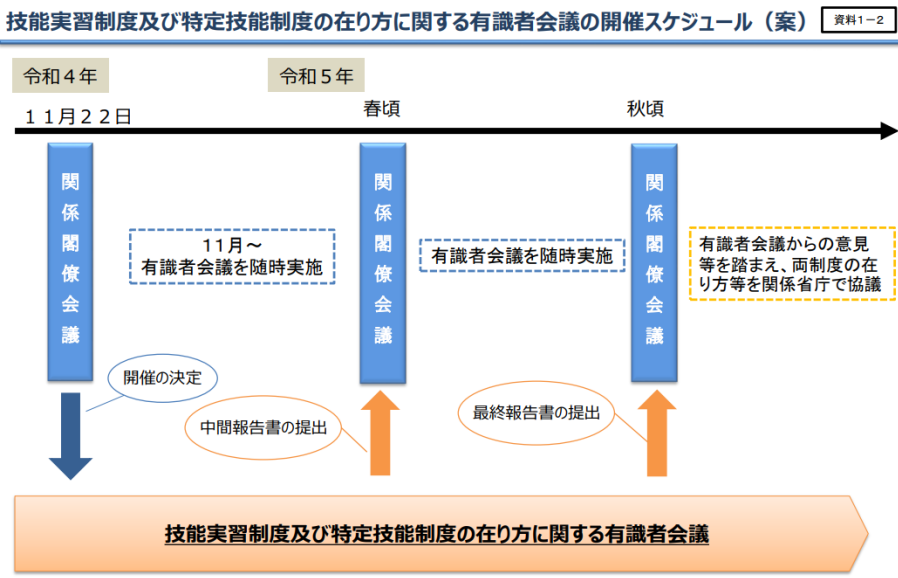 技能実習制度及び特定技能制度の在り方に関する有識者会議の開催スケジュール（案）
資料１－２
令和４年
令和５年
１１月２２日
春頃
秋頃
関係閣僚会議
11月～
有識者会議を随時実施
関係閣僚会議
有識者会議を随時実施
関係閣僚会議
有識者会議からの意見
等を踏まえ、両制度の在
り方等を関係省庁で協議
開催の決定
中間報告書の提出
最終報告書の提出
技能実習制度及び特定技能制度の在り方に関する有識者会議